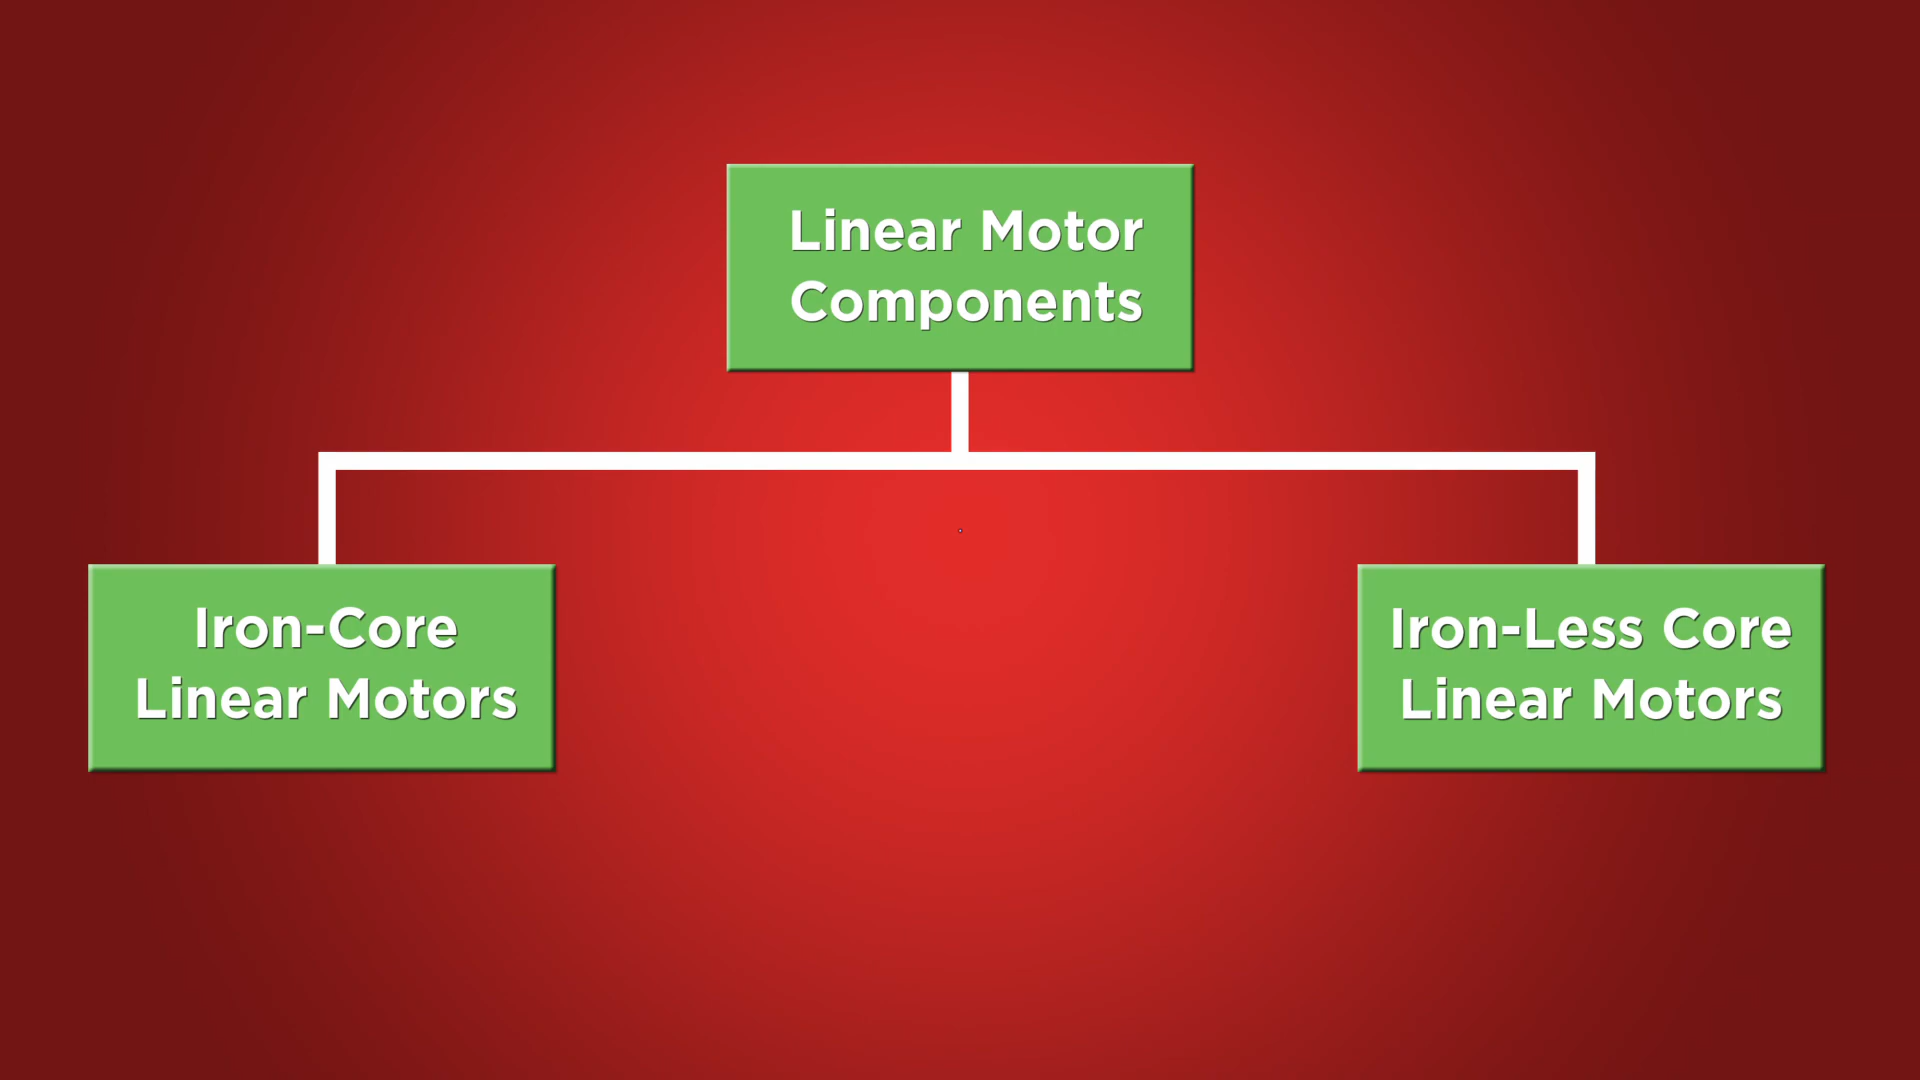 Linear Motor
Components
Iron-Core
Linear Motors
Iron-Less Core
Linear Motors